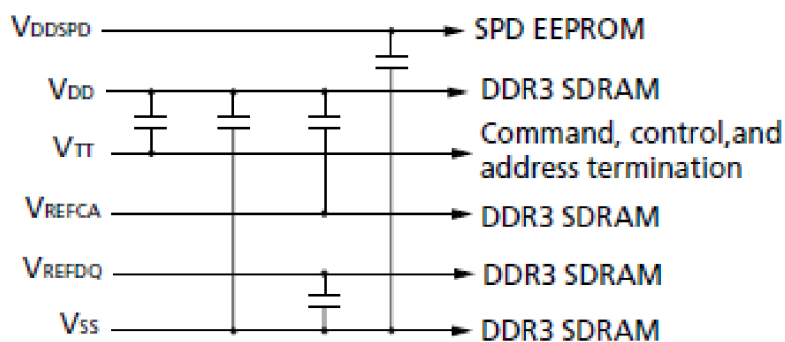 VDDSPD SPD EEPROM
VDD DDR3 SDRAM
VTT Command, control,and
address termination
VREFCA DDR3 SDRAM
VREFDQ DDR3 SDRAM
VSS DDR3 SDRAM